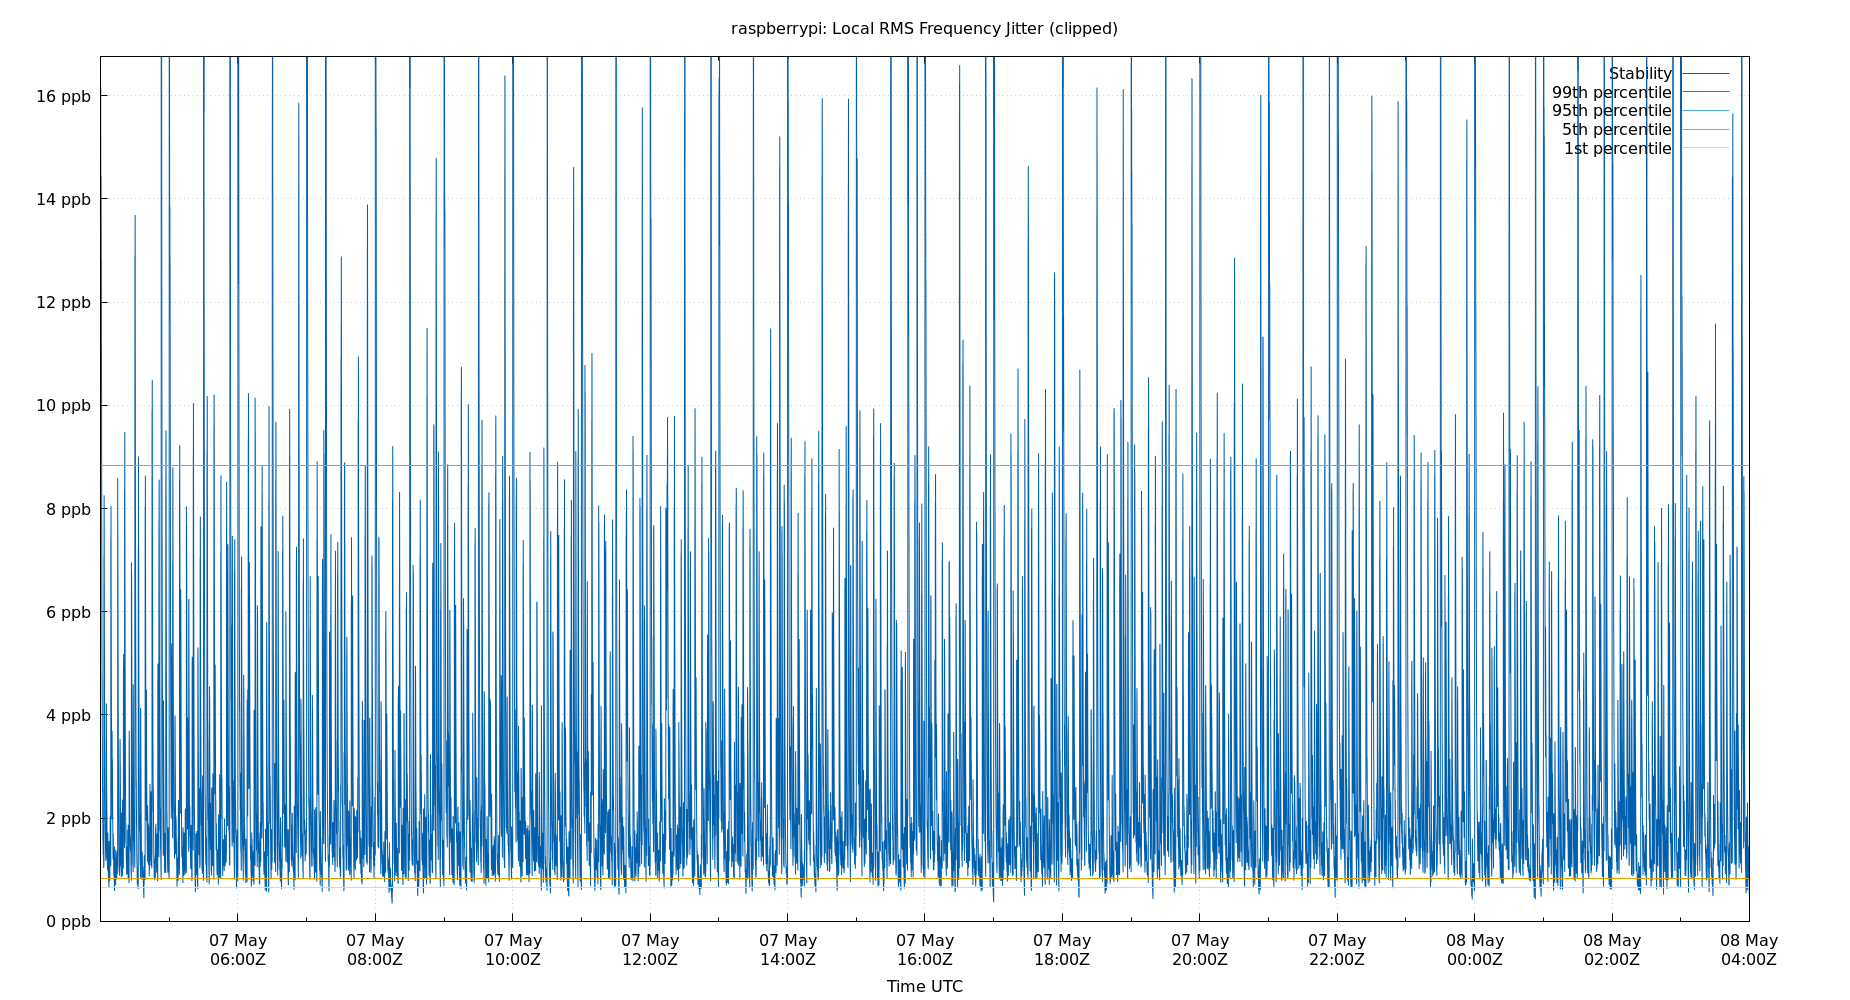 raspberrypi: Local RMS Frequency Jitter (clipped)
Stability
99th percentile
95th percentile
5th percentile
1st percentile
16 ppb
14 ppb
12 ppb
10 ppb
8 ppb
6 ppb
4 ppb
2 ppb
0 ppb
07 May 07 May 07 May 07 May 07 May 07 May 07 May 07 May 07 May 08 May 08 May 08 May
06:00Z 08:00Z 10:00Z 12:00Z 14:00Z 16:00Z 18:00Z 20:00Z 22:00Z 00:00Z 02:00Z 04:00Z
Time UTC